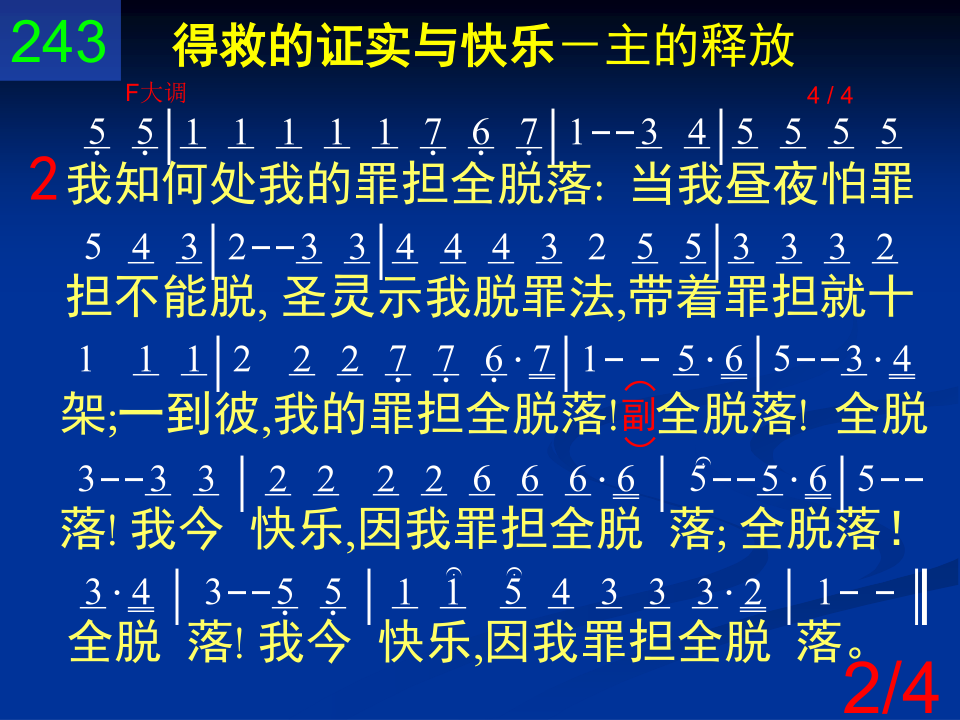 243
得救的证实与快乐－主的释放
F大调 4 / 4
5 5|1 1 1 1 1 7 6 7|1--3 4|5 5 5 5
2 我知何处我的罪担全脱落: 当我昼夜怕罪
5 4 3|2--3 3|4 4 4 3 2 5 5|3 3 3 2
担不能脱, 圣灵示我脱罪法,带着罪担就十
1 1 1|2 2 2 7 7 6·7|1- - 5·6|5--3·4
架;一到彼,我的罪担全脱落!(副)全脱落! 全脱
3--3 3|2 2 2 2 6 6 6·6|5--5·6|5--
落! 我今 快乐,因我罪担全脱 落; 全脱落!
3·4|3--5 5|1 1 5 4 3 3 3·2|1- -‖
全脱 落! 我今 快乐,因我罪担全脱 落。
2/4